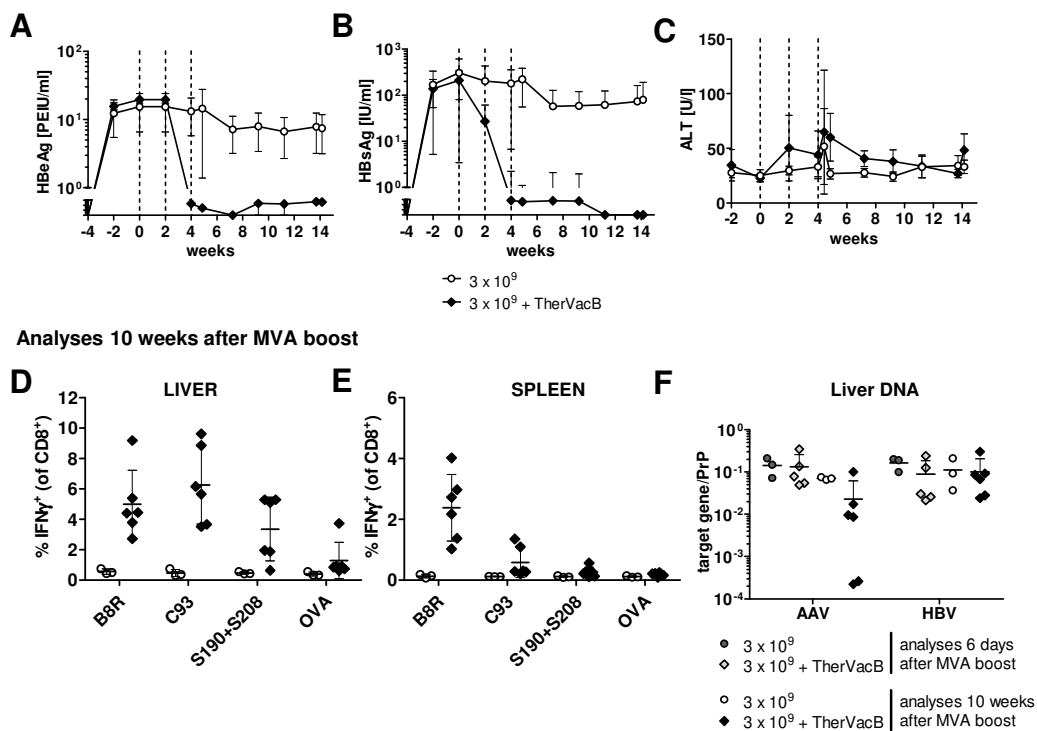 A
HBeAg [PEIU/ml]
10²
10¹
10⁰
-4 -2 0 2 4 6 8 10 12 14
weeks
B
HBsAg [IU/ml]
10³
10²
10¹
10⁰
-4 -2 0 2 4 6 8 10 12 14
weeks
C
ALT [U/l]
150
100
50
0
-2 0 2 4 6 8 10 12 14
weeks
3 x 10⁹
3 x 10⁹ + TherVacB
Analyses 10 weeks after MVA boost
D
LIVER
% IFNγ⁺ (of CD8⁺)
12
10
8
6
4
2
0
B8R C93 S190+S208 OVA
E
SPLEEN
% IFNγ⁺ (of CD8⁺)
6
4
2
0
B8R C93 S190+S208 OVA
F
Liver DNA
target gene/PrP
10⁰
10⁻¹
10⁻²
10⁻³
10⁻⁴
AAV HBV
3 x 10⁹
3 x 10⁹ + TherVacB
analyses 6 days
after MVA boost
3 x 10⁹
3 x 10⁹ + TherVacB
analyses 10 weeks
after MVA boost